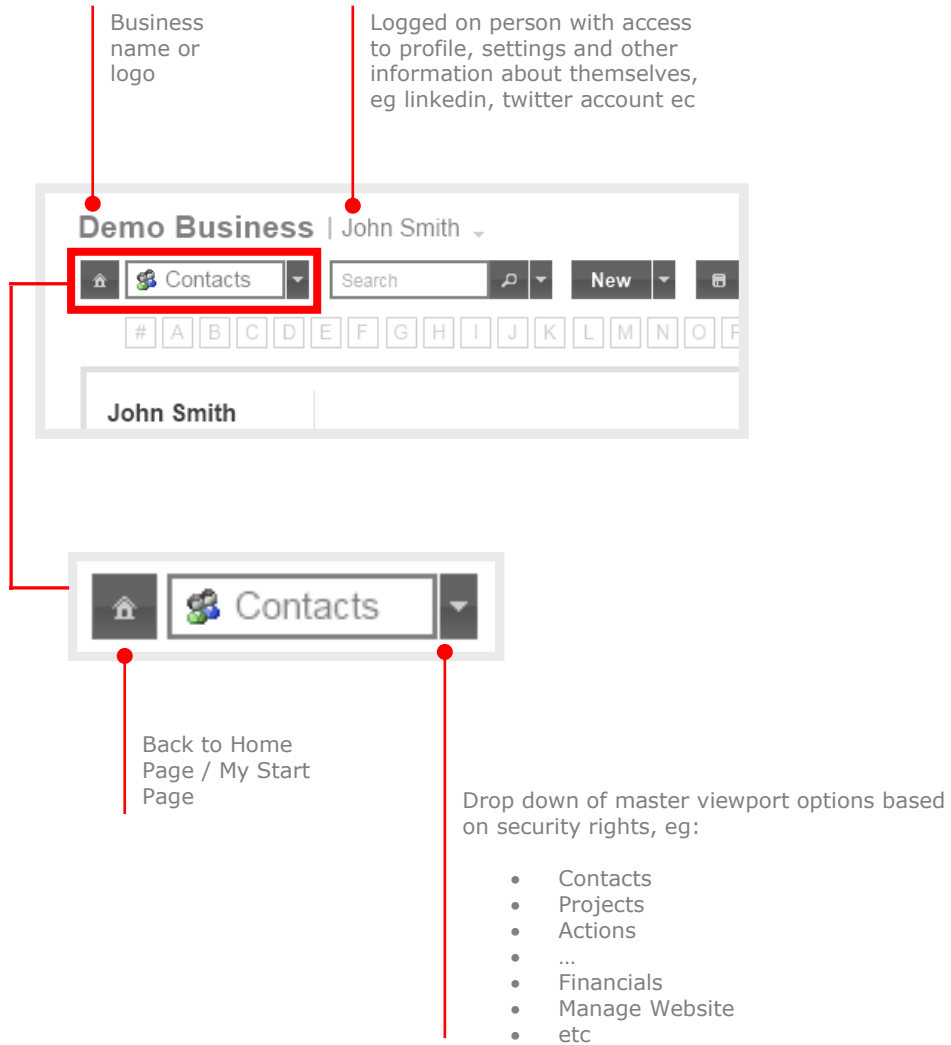 Business
name or
logo
Logged on person with access
to profile, settings and other
information about themselves,
eg linkedin, twitter account ec
Demo Business | John Smith
Contacts
Search
New
# A B C D E F G H I J K L M N O
John Smith
Contacts
Back to Home
Page / My Start
Page
Drop down of master viewport options based
on security rights, eg:
• Contacts
• Projects
• Actions
• …
• Financials
• Manage Website
• etc